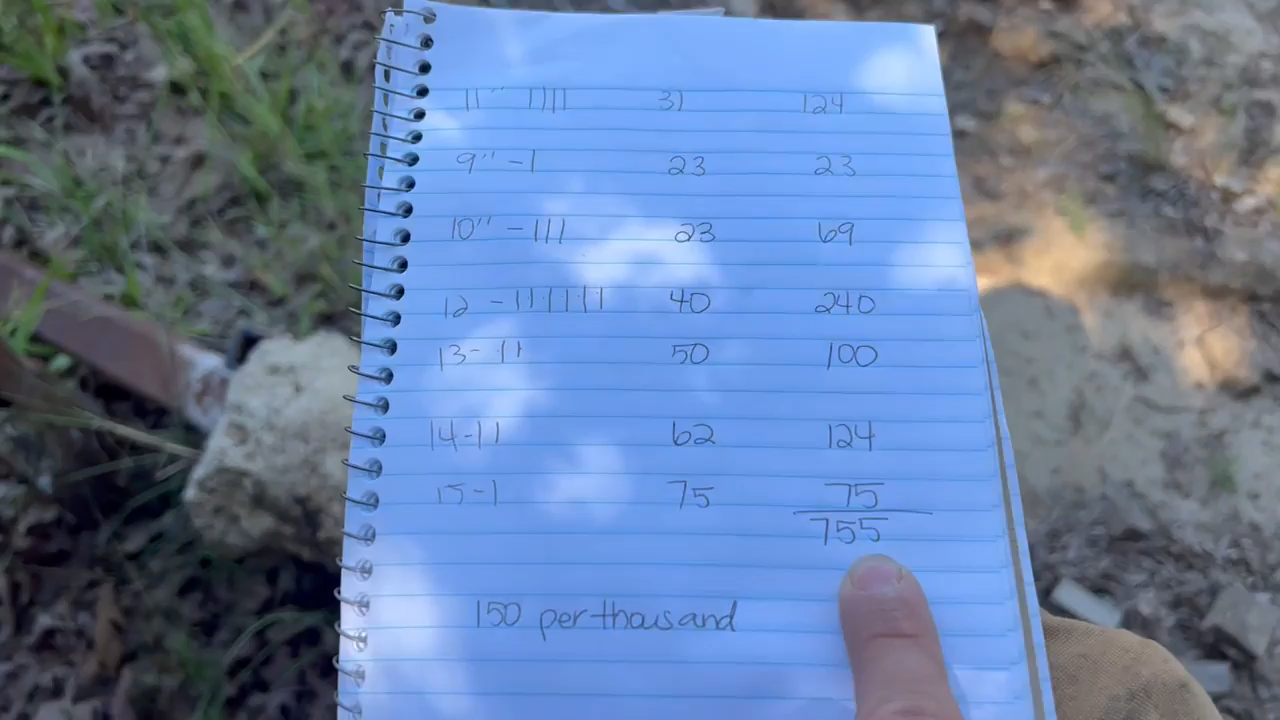 11" 1111 31 124
9" - 1 23 23
10" - 111 23 69
12 - 111111 40 240
13 - 11 50 100
14 - 11 62 124
15 - 1 75 75
755
150 per thousand